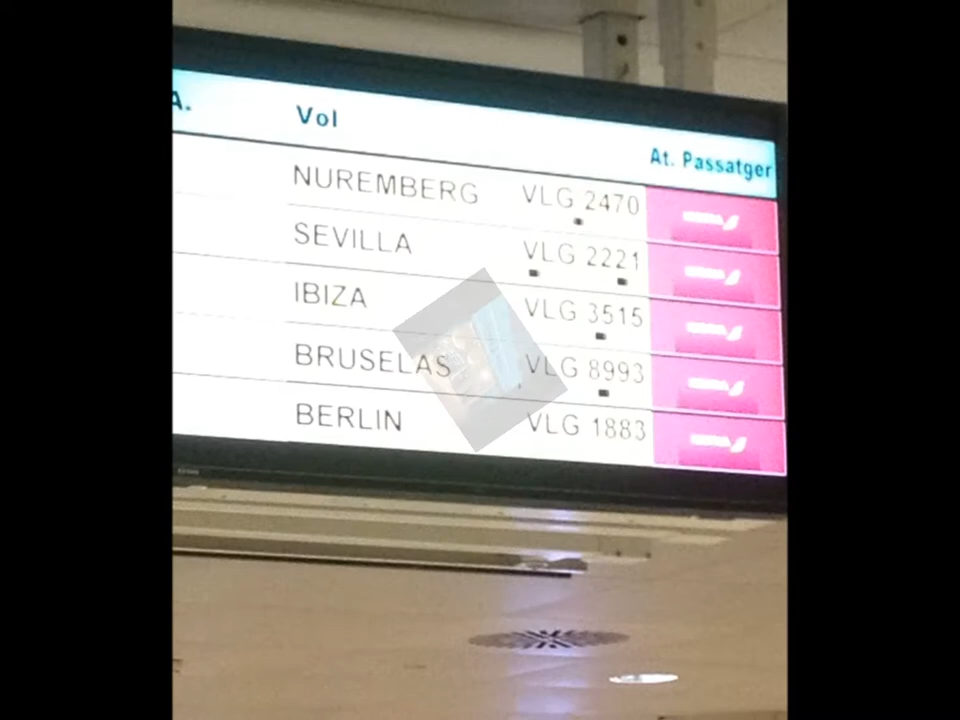 A. Vol At. Passatger
NUREMBERG VLG 2470
SEVILLA VLG 2221
IBIZA VLG 3515
BRUSELAS VLG 8993
BERLIN VLG 1883